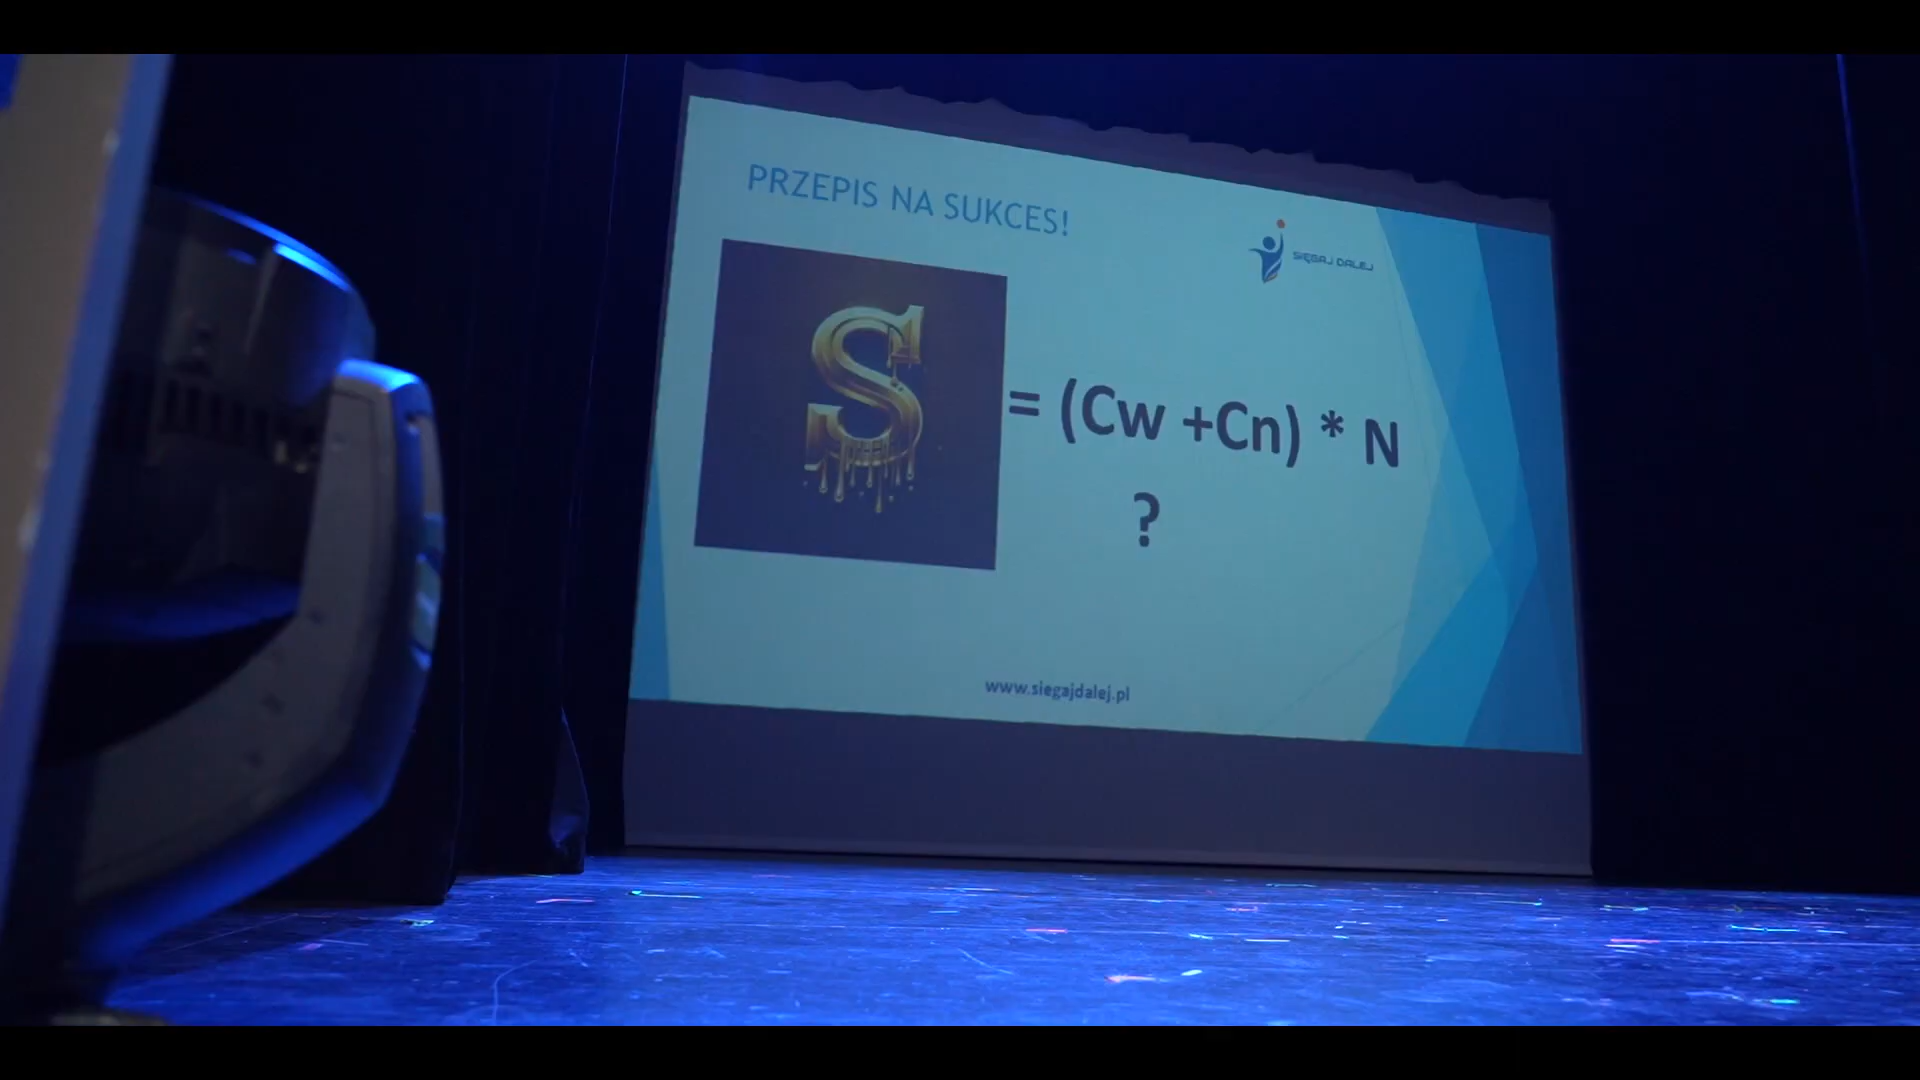 PRZEPIS NA SUKCES!
SIĘGAJ DALEJ
S = (Cw +Cn) * N
?
www.siegajdalej.pl